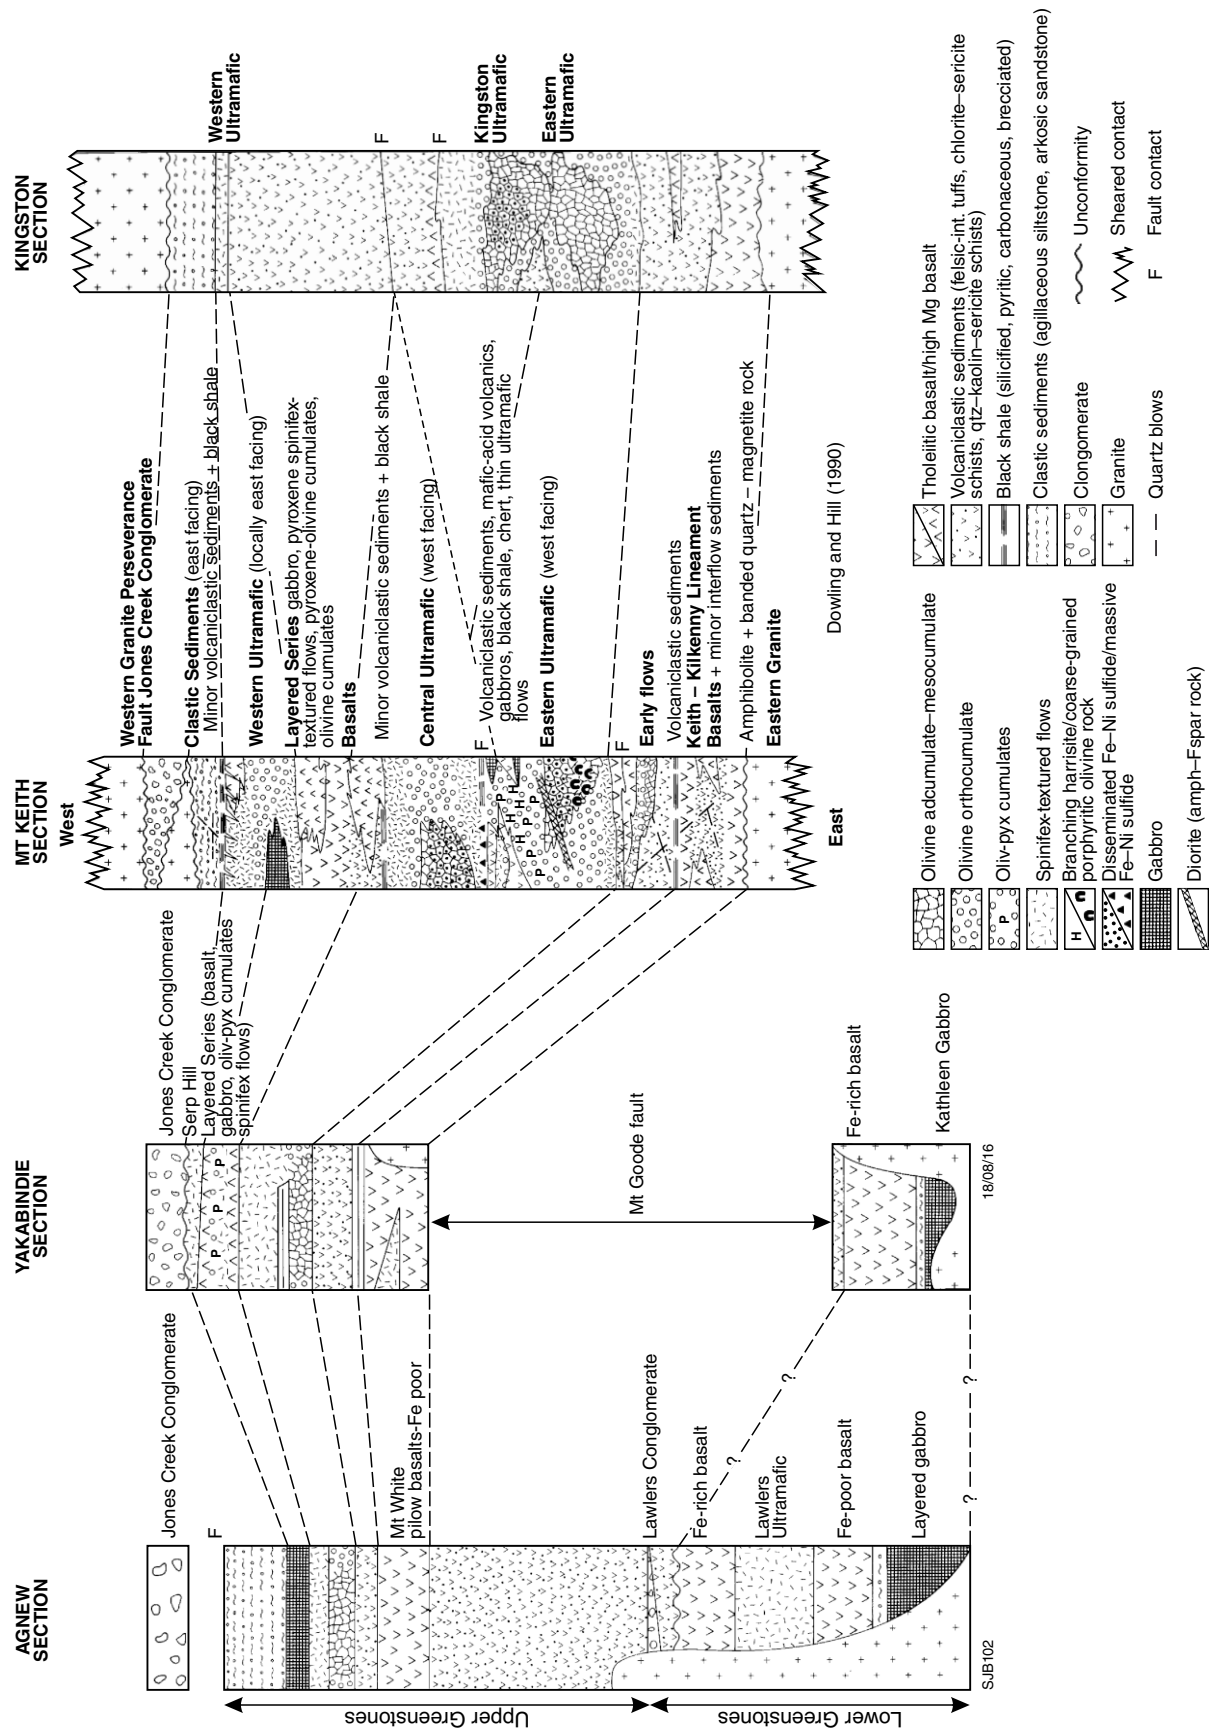 AGNEW
SECTION
YAKABINDIE
SECTION
MT KEITH
SECTION
KINGSTON
SECTION
Jones Creek Conglomerate
F
Mt White
pilow basalts-Fe poor
Lawlers Conglomerate
Fe-rich basalt
Lawlers
Ultramafic
Fe-poor basalt
Layered gabbro
Upper Greenstones
Lower Greenstones
SJB102
?
?
?
?
Jones Creek Conglomerate
Serp Hill
Layered Series (basalt,
gabbro, oliv-pyx cumulates
spinifex flows)
P
P
P
P
Mt Goode fault
Fe-rich basalt
Kathleen Gabbro
18/08/16
West
East
F
F
P
P
P
P
P
P
H
H
H
H
Western Granite Perseverance
Fault Jones Creek Conglomerate
Clastic Sediments (east facing)
Minor volcaniclastic sediments + black shale
Western Ultramafic (locally east facing)
Layered Series gabbro, pyroxene spinifex-
textured flows, pyroxene-olivine cumulates,
olivine cumulates
Basalts
Minor volcaniclastic sediments + black shale
Central Ultramafic (west facing)
Volcaniclastic sediments, mafic-acid volcanics,
gabbros, black shale, chert, thin ultramafic
flows
Eastern Ultramafic (west facing)
Early flows
Volcaniclastic sediments
Keith – Kilkenny Lineament
Basalts + minor interflow sediments
Amphibolite + banded quartz – magnetite rock
Eastern Granite
Dowling and Hill (1990)
Western
Ultramafic
F
F
Kingston
Ultramafic
Eastern
Ultramafic
Olivine adcumulate–mesocumulate
Olivine orthocumulate
P
Oliv-pyx cumulates
Spinifex-textured flows
H
Branching harrisite/coarse-grained
porphyritic olivine rock
Disseminated Fe–Ni sulfide/massive
Fe–Ni sulfide
Gabbro
Diorite (amph–Fspar rock)
Tholeliitic basalt/high Mg basalt
Volcaniclastic sediments (felsic-int. tuffs, chlorite–sericite
schists, qtz–kaolin–sericite schists)
Black shale (silicified, pyritic, carbonaceous, brecciated)
Clastic sediments (agillaceous siltstone, arkosic sandstone)
Clongomerate
Granite
Quartz blows
Unconformity
Sheared contact
F Fault contact